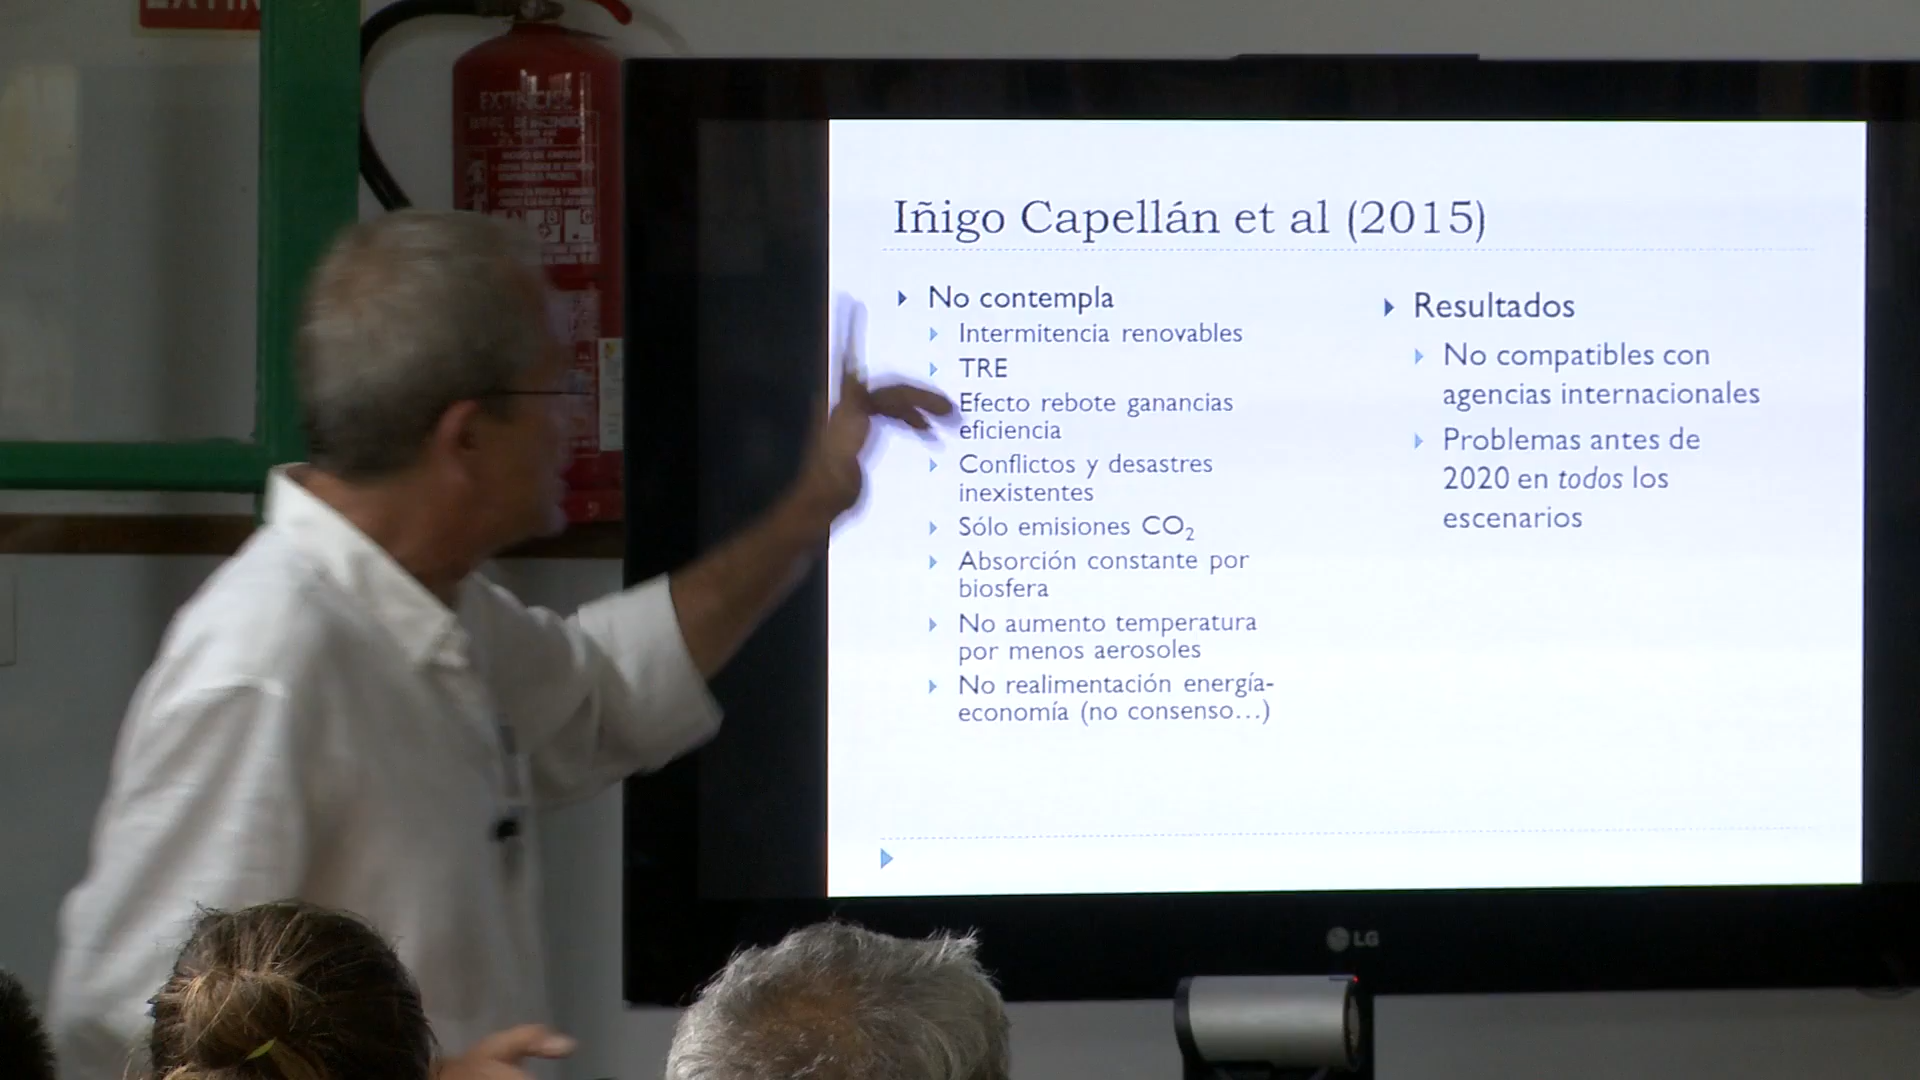 EXTIN
EXTINCISE
Iñigo Capellán et al (2015)
No contempla
Intermitencia renovables
TRE
Efecto rebote ganancias
eficiencia
Conflictos y desastres
inexistentes
Sólo emisiones CO₂
Absorción constante por
biosfera
No aumento temperatura
por menos aerosoles
No realimentación energía-
economía (no consenso...)
Resultados
No compatibles con
agencias internacionales
Problemas antes de
2020 en todos los
escenarios
LG